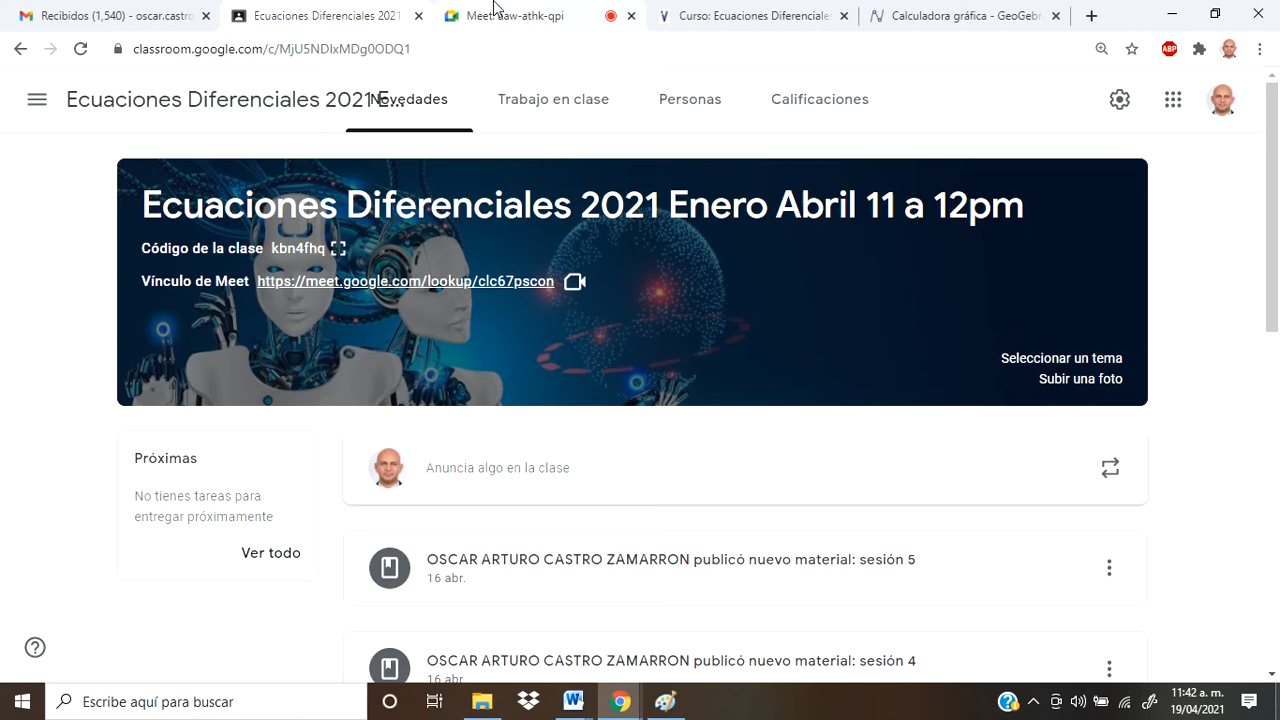 Recibidos (1,540) - oscar.castro
Ecuaciones Diferenciales 2021
Meet: aaw-athk-qpi
Curso: Ecuaciones Diferenciale
Calculadora gráfica - GeoGeb
classroom.google.com/c/MjU5NDIxMDg0ODQ1
ABP
Ecuaciones Diferenciales 2021 E...
Novedades
Trabajo en clase
Personas
Calificaciones
Ecuaciones Diferenciales 2021 Enero Abril 11 a 12pm
Código de la clase kbn4fhq
Vínculo de Meet https://meet.google.com/lookup/clc67pscon
Seleccionar un tema
Subir una foto
Próximas
No tienes tareas para
entregar próximamente
Ver todo
Anuncia algo en la clase
OSCAR ARTURO CASTRO ZAMARRON publicó nuevo material: sesión 5
16 abr.
OSCAR ARTURO CASTRO ZAMARRON publicó nuevo material: sesión 4
16 abr.
Escribe aquí para buscar
11:42 a. m.
19/04/2021